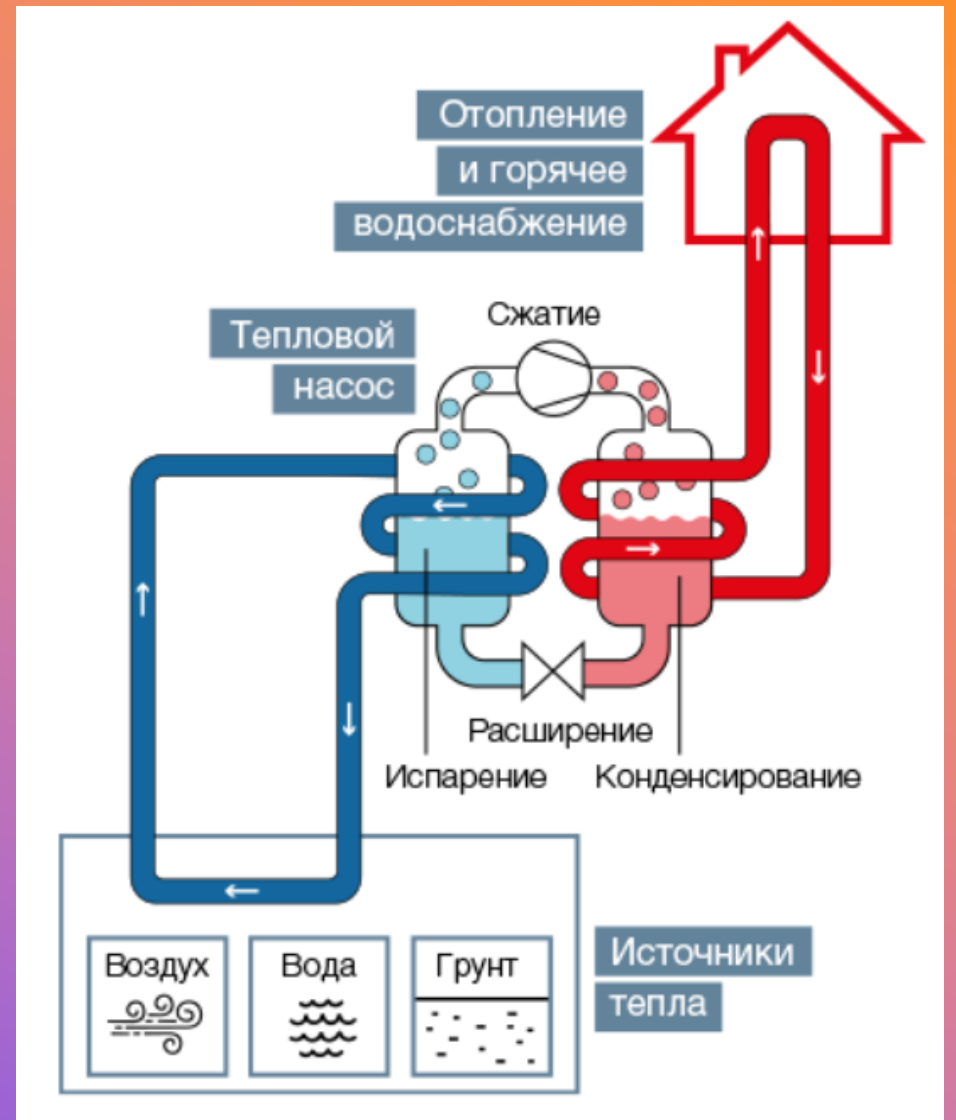 Отопление
и горячее
водоснабжение
Сжатие
Тепловой
насос
Расширение
Испарение
Конденсирование
Воздух
Вода
Грунт
Источники
тепла